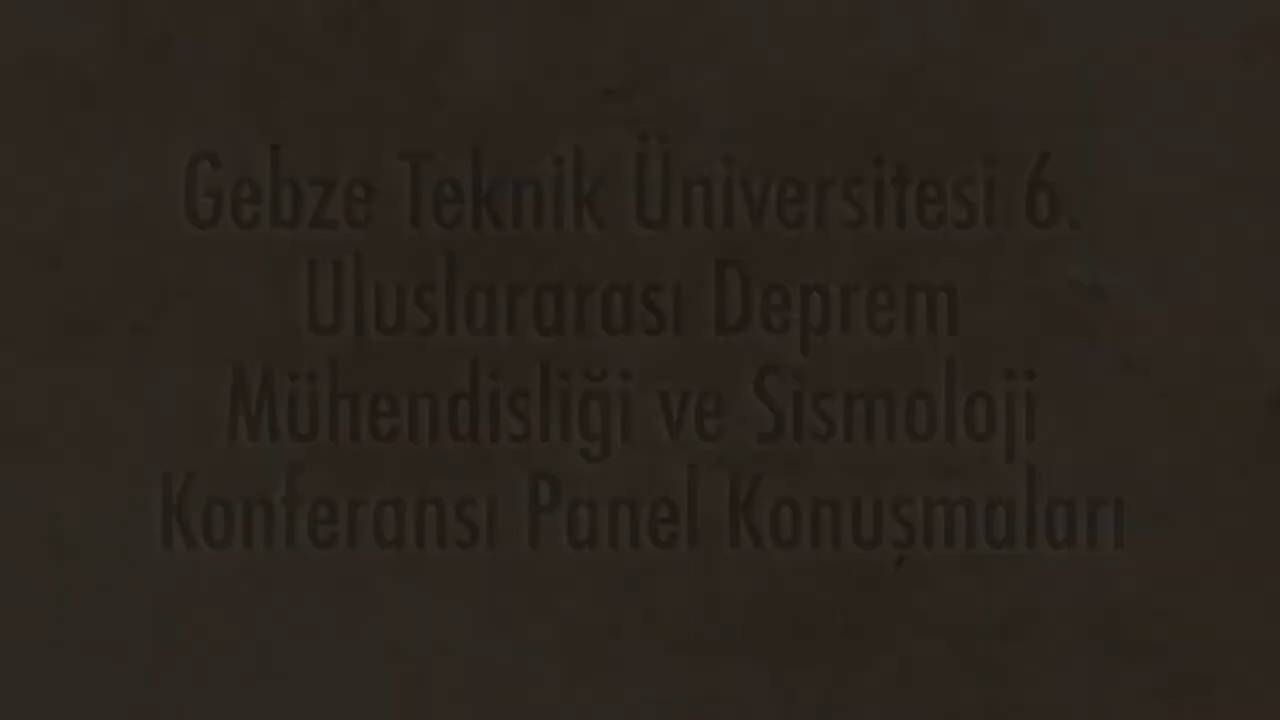 Gebze Teknik Üniversitesi 6.
Uluslararası Deprem
Mühendisliği ve Sismoloji
Konferansı Panel Konuşmaları